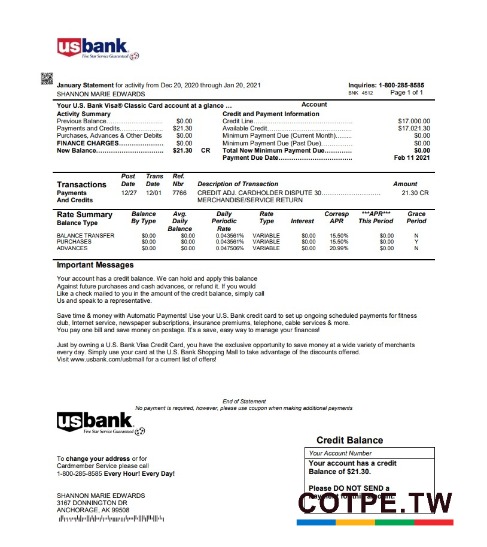 usbank
Five Star Service Guaranteed
January Statement for activity from Dec 20, 2020 through Jan 20, 2021
Inquiries: 1-800-285-8585
SHANNON MARIE EDWARDS
BNK 4512 Page 1 of 1
Your U.S. Bank Visa® Classic Card account at a glance ...
Account
Activity Summary
Credit and Payment Information
Previous Balance $0.00
Credit Line $17 000.00
Payments and Credits $21.30
Available Credit $17,021.30
Purchases, Advances & Other Debits $0.00
Minimum Payment Due (Current Month) $0.00
FINANCE CHARGES $0.00
Minimum Payment Due (Past Due) $0.00
New Balance $21.30 CR
Total New Minimum Payment Due $0.00
Payment Due Date Feb 11 2021
Post Trans Ref.
Transactions Date Date Nbr Description of Transaction Amount
Payments 12/27 12/01 7766 CREDIT ADJ. CARDHOLDER DISPUTE 30 21.30 CR
And Credits MERCHANDISE/SERVICE RETURN
Rate Summary Balance Avg. Daily Rate Corresp ***APR*** Grace
Balance Type By Type Daily Periodic Type Interest APR This Period Period
Balance Rate
BALANCE TRANSFER $0.00 $0.00 VARIABLE $0.00 15.50% $0.00 N
PURCHASES $0.00 $0.00 VARIABLE $0.00 15.50% $0.00 Y
ADVANCES $0.00 $0.00 VARIABLE $0.00 20.99% $0.00 N
Important Messages
Your account has a credit balance. We can hold and apply this balance
Against future purchases and cash advances, or refund it. If you would
Like a check mailed to you in the amount of the credit balance, simply call
Us and speak to a representative.
Save time & money with Automatic Payments! Use your U.S. Bank credit card to set up ongoing scheduled payments for fitness
club, Internet service, newspaper subscriptions, insurance premiums, telephone, cable services & more.
You pay one bill and save money on postage. It's a save, easy way to manage your finances!
Just by owning a U.S. Bank Visa Credit Card, you have the exclusive opportunity to save money at a wide variety of merchants
every day. Simply use your card at the U.S. Bank Shopping Mall to take advantage of the discounts offered.
Visit www.usbank.com/usbmall for a current list of offers!
End of Statement
No payment is required, however, please use coupon when making additional payments
usbank
Five Star Service Guaranteed
Credit Balance
Your Account Number
To change your address or for
Cardmember Service please call
1-800-285-8585 Every Hour! Every Day!
Your account has a credit
Balance of $21.30.
Please DO NOT SEND a
SHANNON MARIE EDWARDS
3167 DONNINGTON DR
ANCHORAGE, AK 99508
COTPE.TW